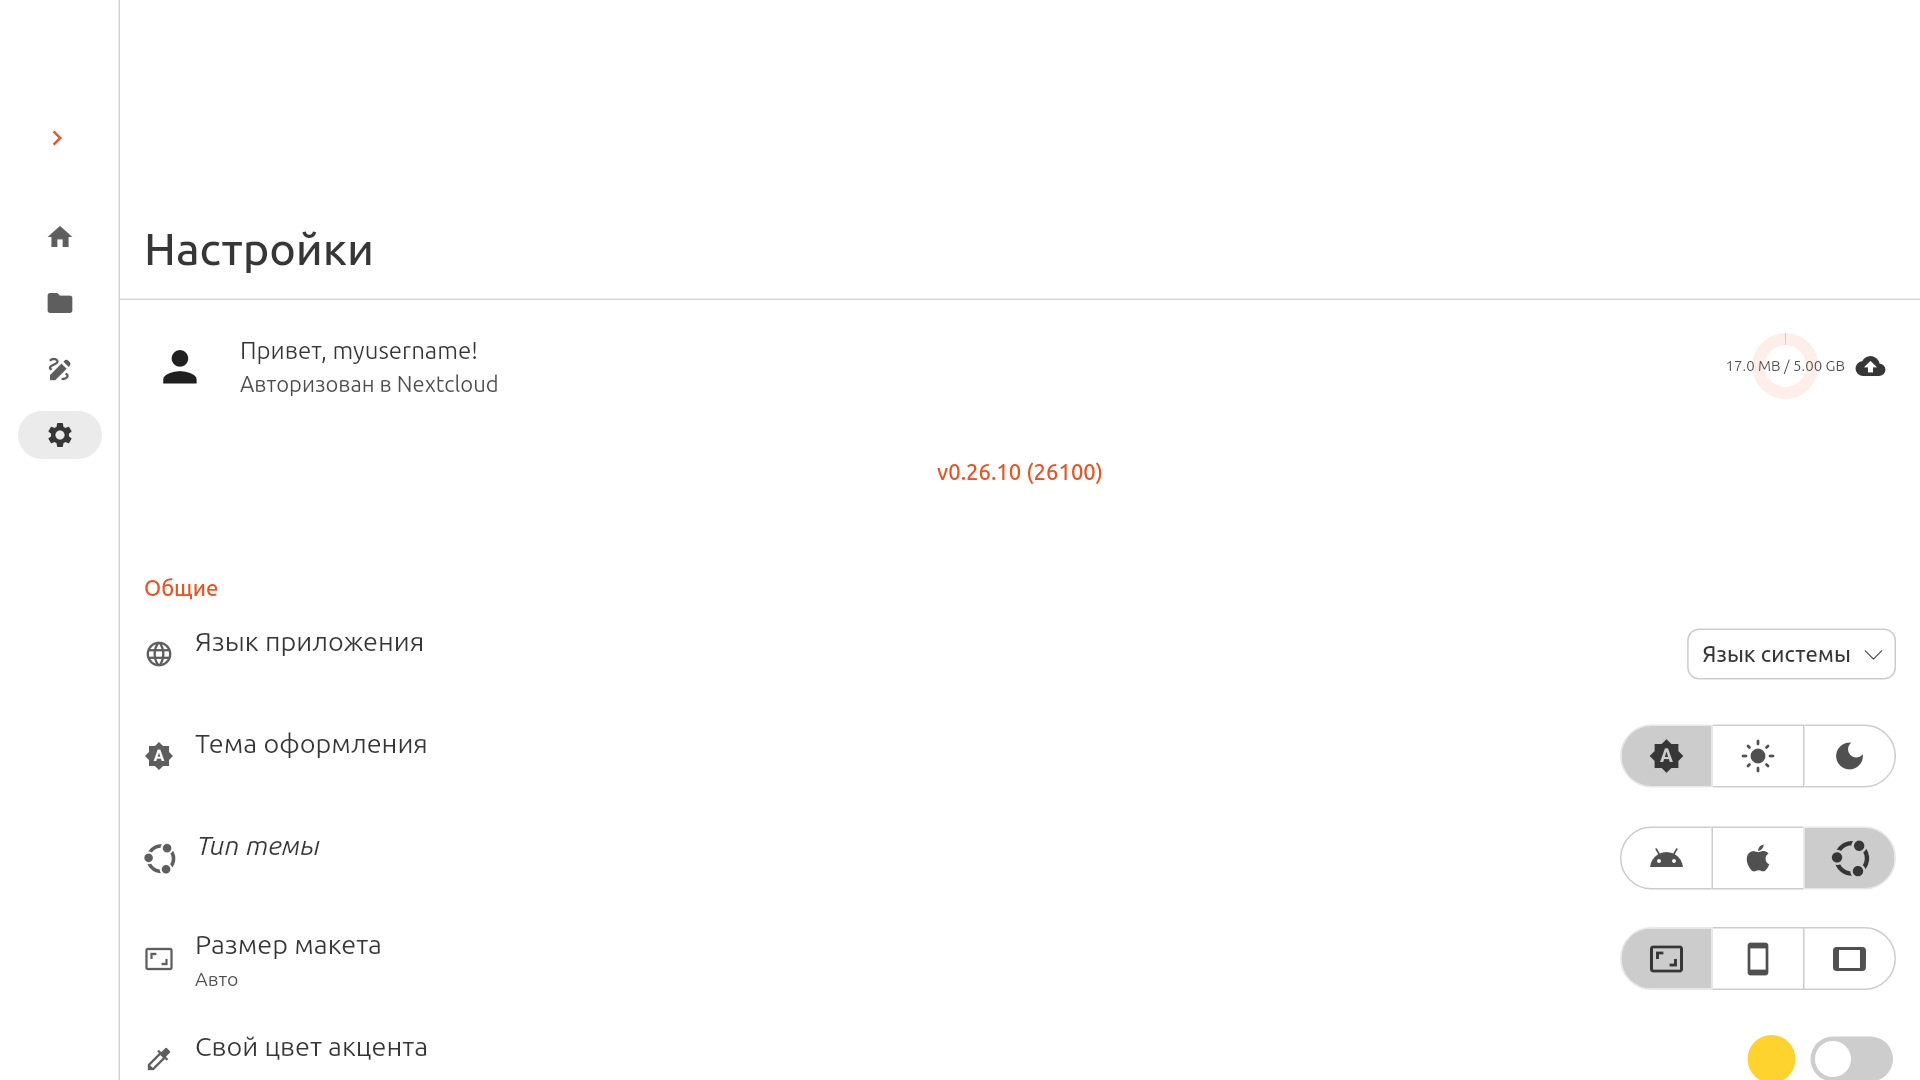 Настройки
Привет, myusername!
Авторизован в Nextcloud
17.0 MB / 5.00 GB
v0.26.10 (26100)
Общие
Язык приложения
Язык системы
Тема оформления
Тип темы
Размер макета
Авто
Свой цвет акцента